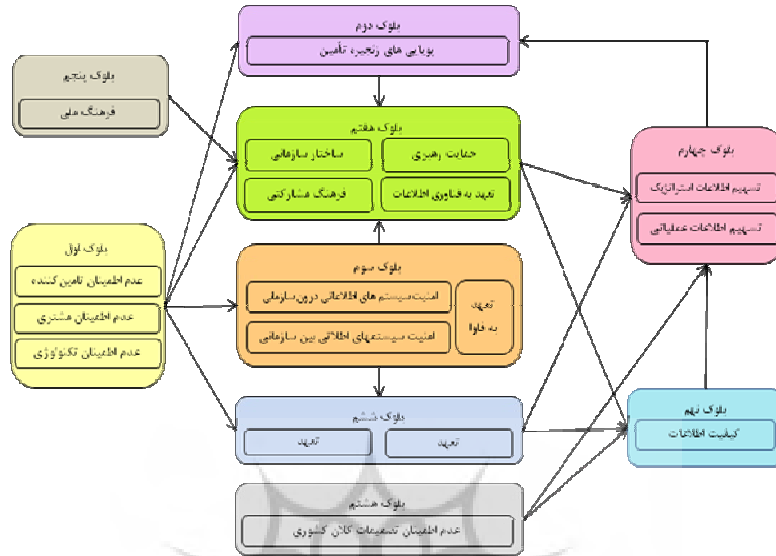 بلوک دوم
پویایی های زنجیره تأمین
بلوک پنجم
فرهنگ ملی
بلوک هفتم
حمایت رهبری
ساختار سازمانی
تعهد به فناوری اطلاعات
فرهنگ مشارکتی
بلوک چهارم
تسهیم اطلاعات استراتژیک
تسهیم اطلاعات عملیاتی
بلوک اول
عدم اطمینان تامین کننده
عدم اطمینان مشتری
عدم اطمینان تکنولوژی
بلوک سوم
تعهد
به فاوا
امنیت سیستم های اطلاعاتی درون سازمانی
امنیت سیستمهای اطلاتی بین سازمانی
بلوک ششم
تعهد
تعهد
بلوک نهم
کیفیت اطلاعات
بلوک هشتم
عدم اطمینان تصمیمات کلان کشوری